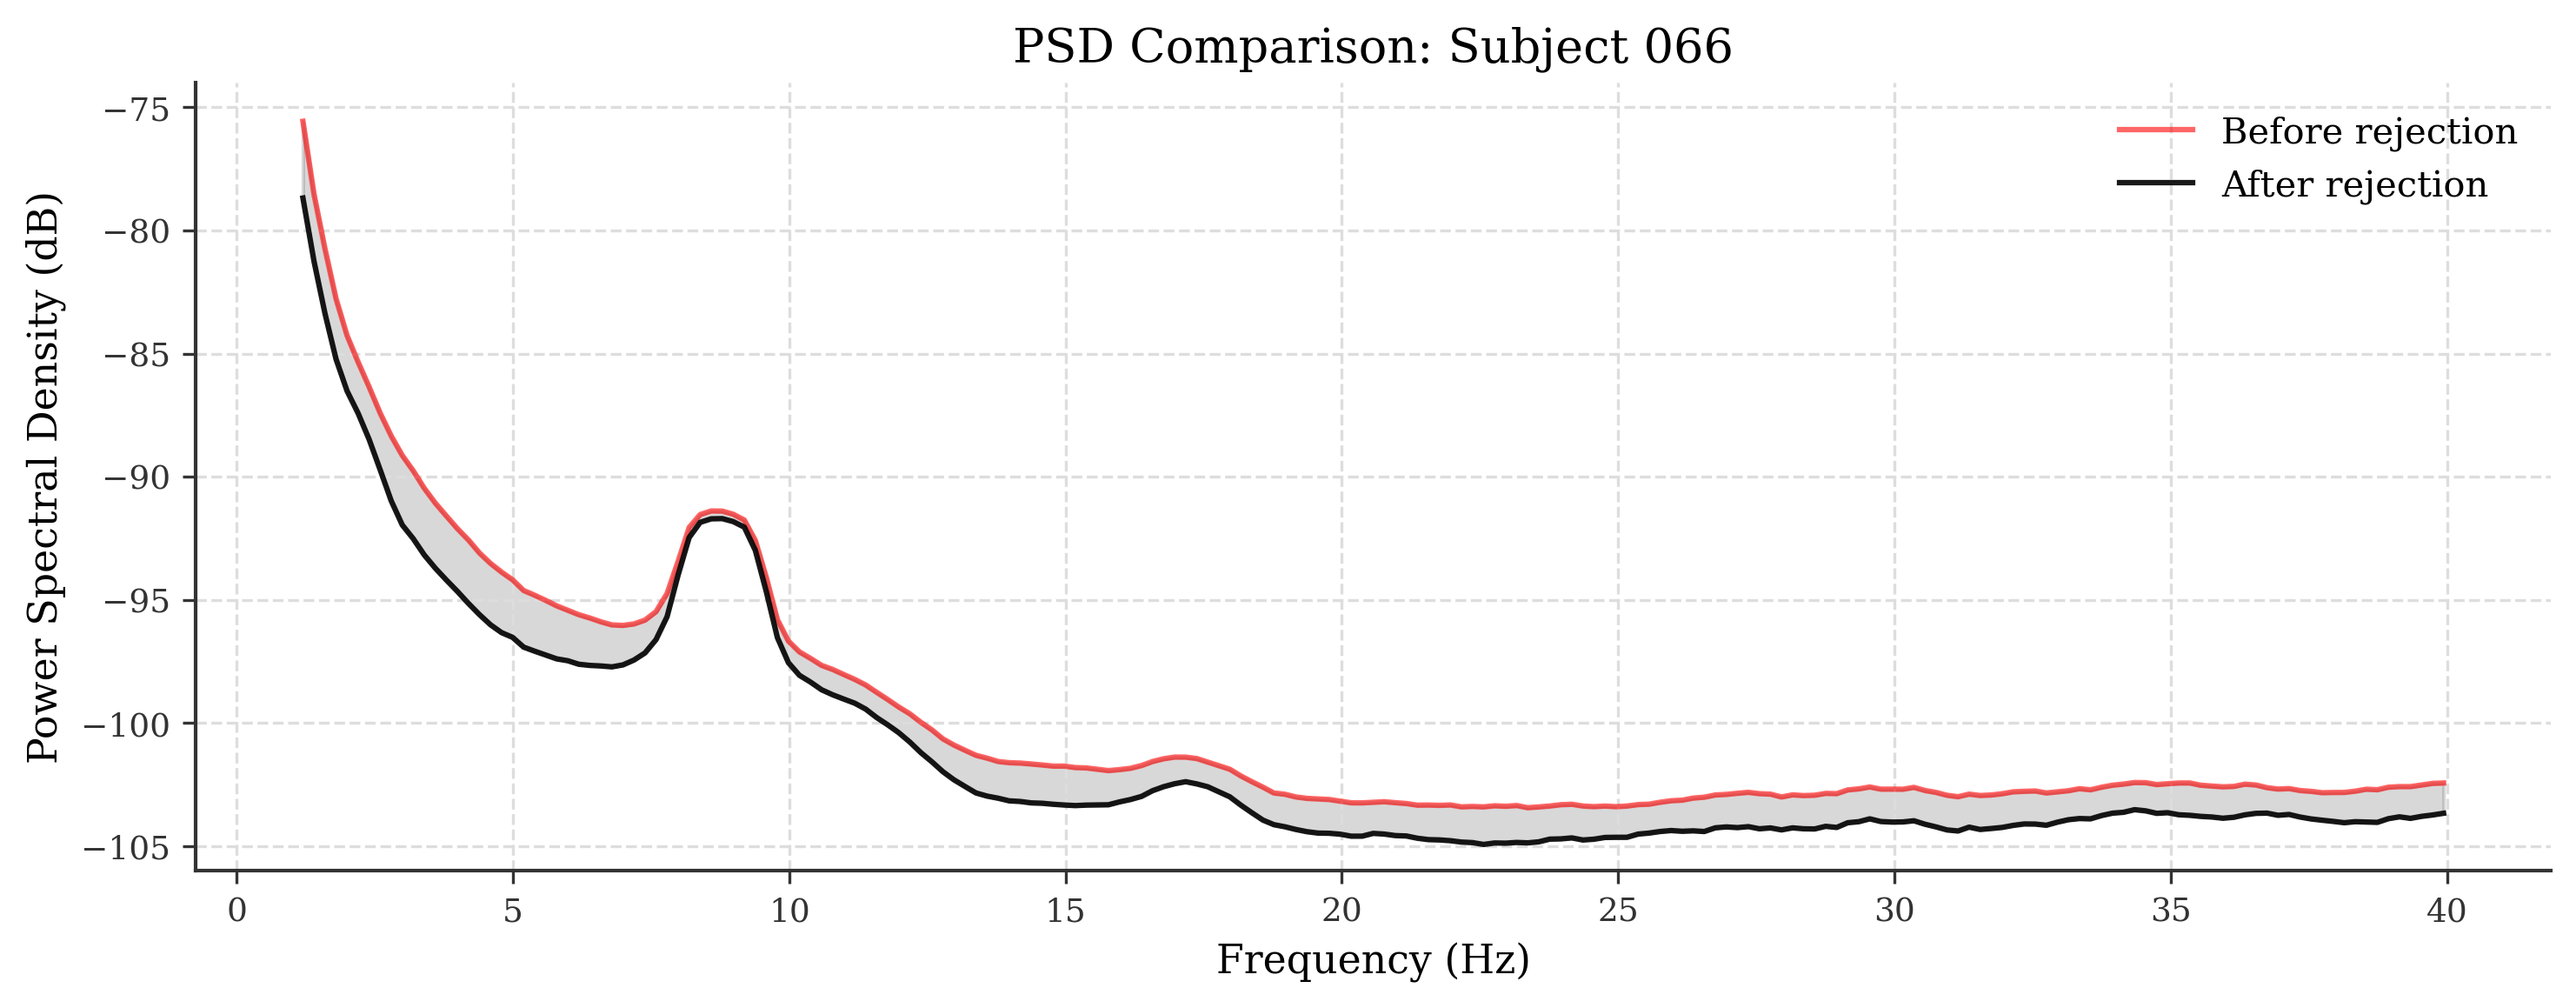 PSD Comparison: Subject 066
Power Spectral Density (dB)
−75
−80
−85
−90
−95
−100
−105
Before rejection
After rejection
0 5 10 15 20 25 30 35 40
Frequency (Hz)